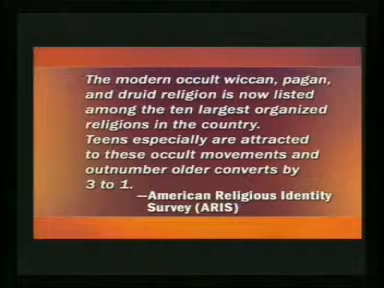 The modern occult wiccan, pagan,
and druid religion is now listed
among the ten largest organized
religions in the country.
Teens especially are attracted
to these occult movements and
outnumber older converts by
3 to 1.
—American Religious Identity
Survey (ARIS)